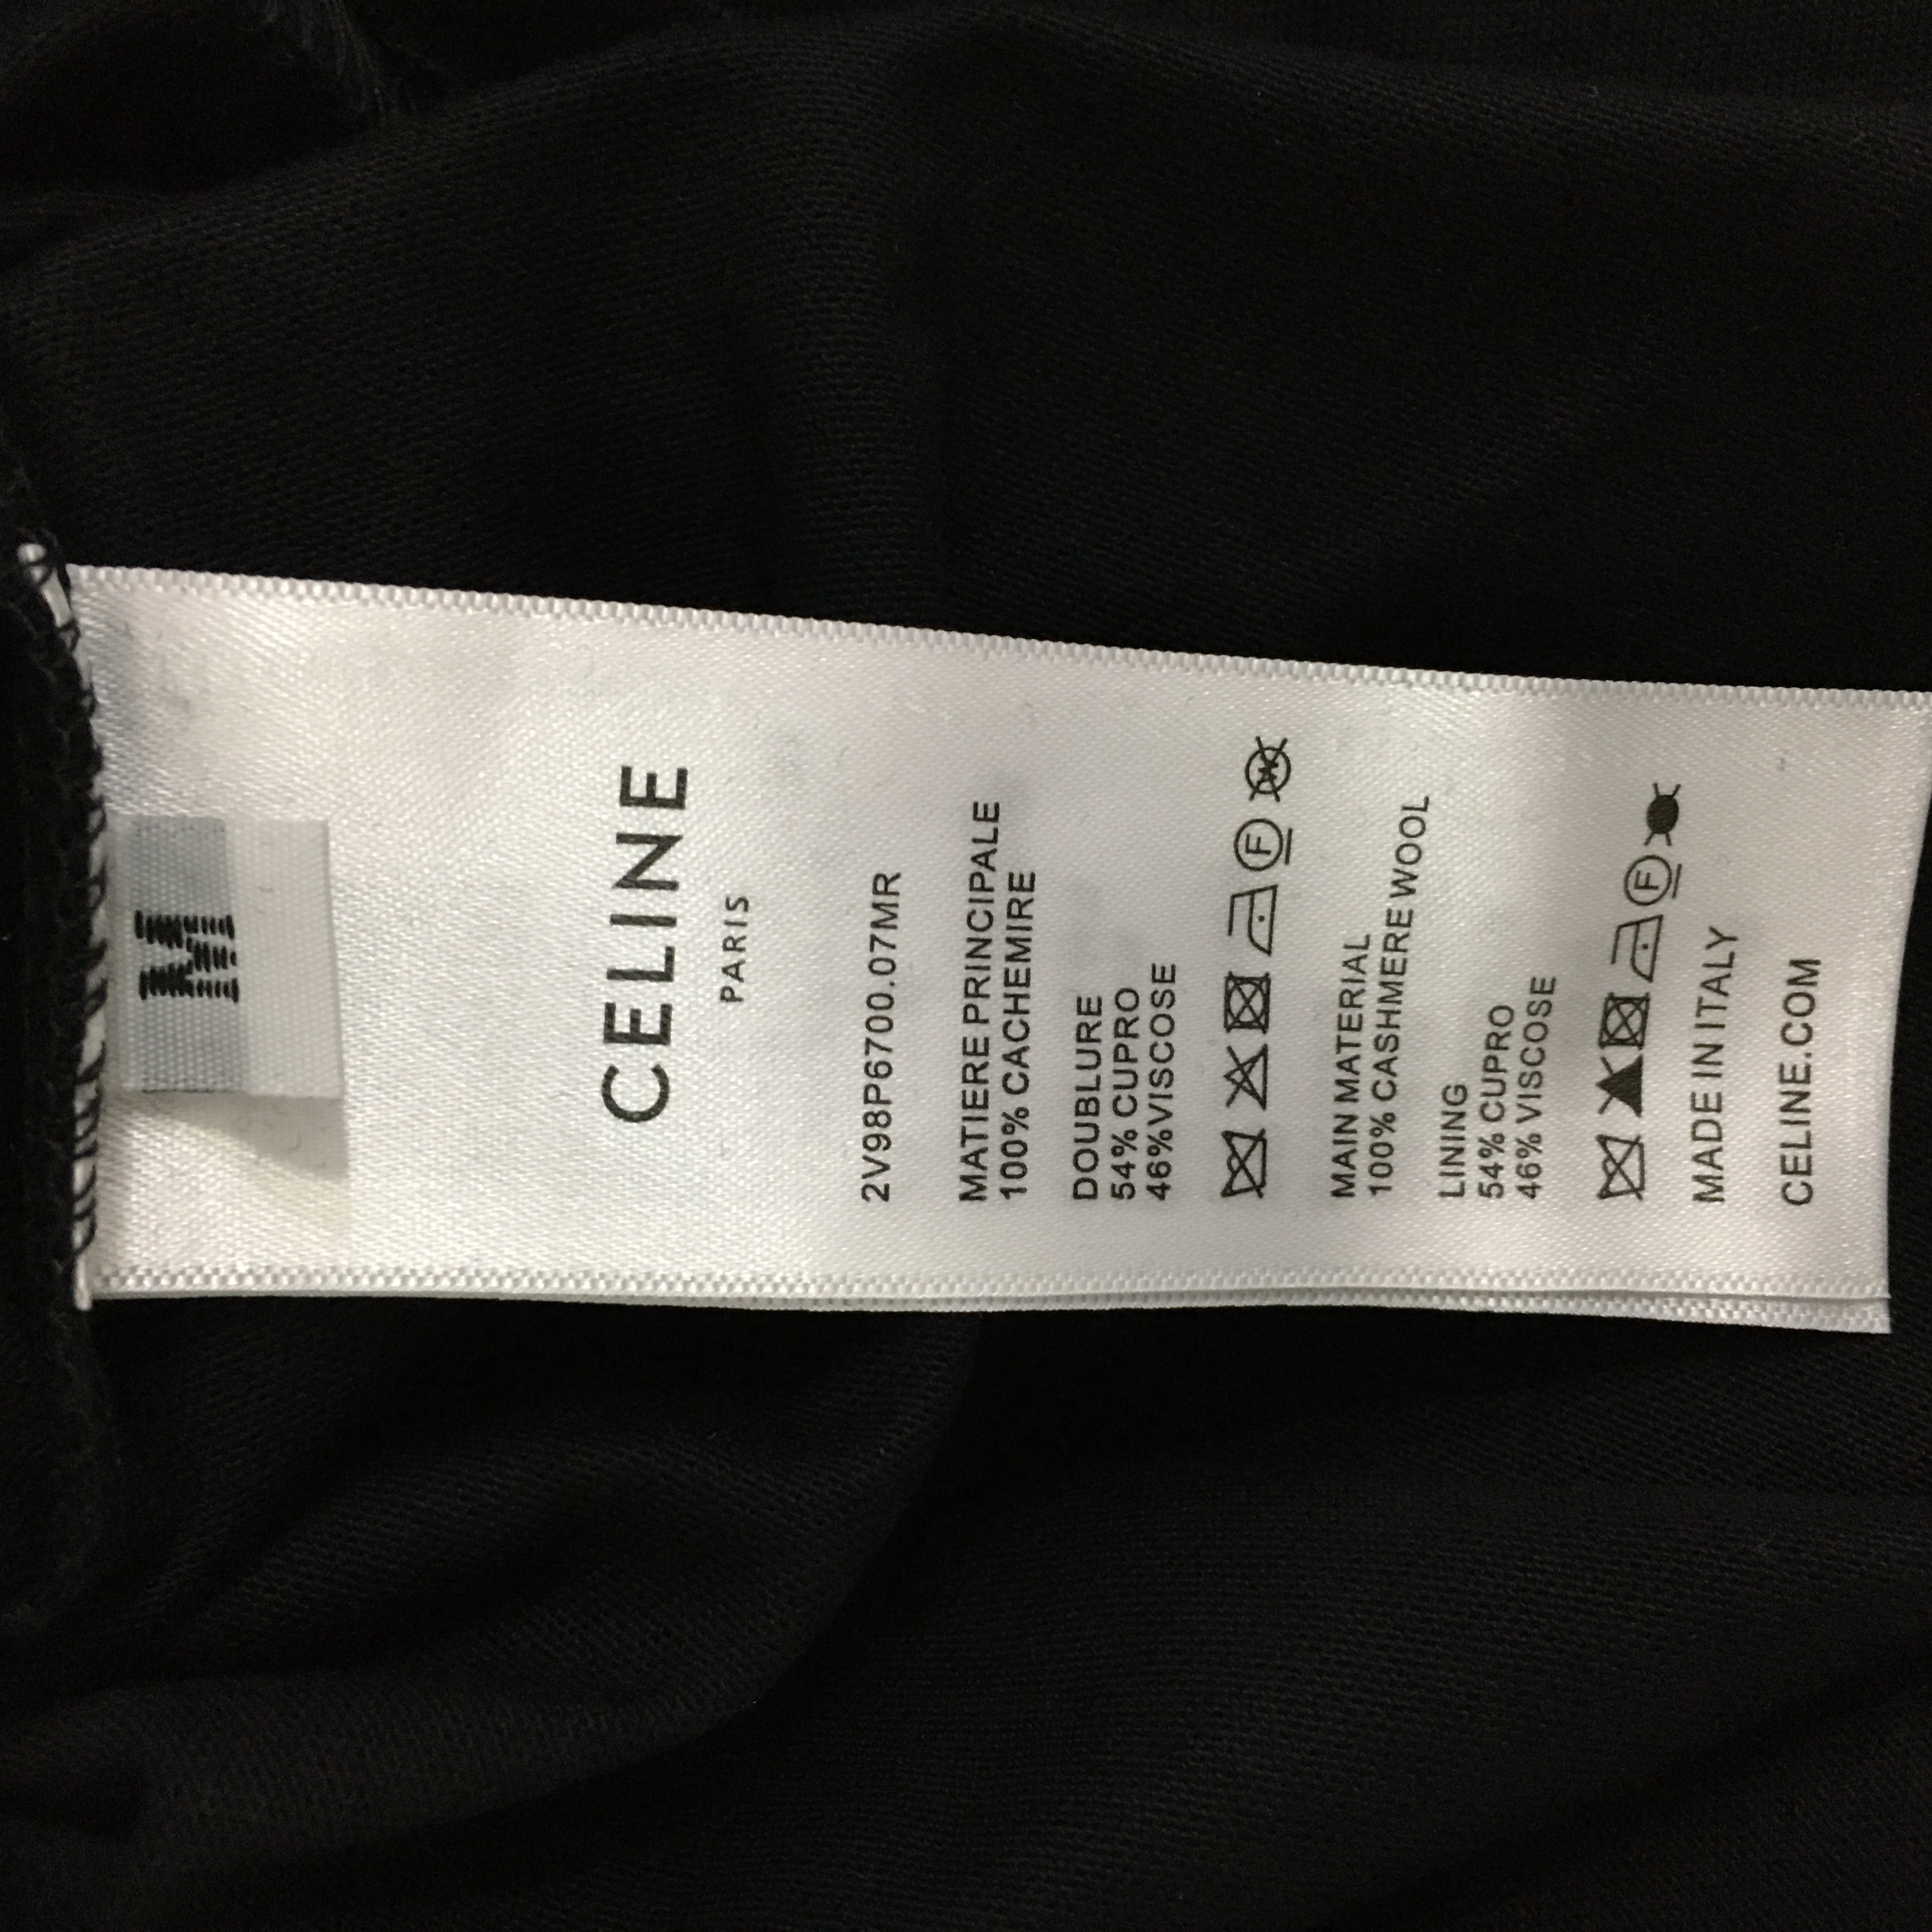 M
CELINE
PARIS
2V98P6700.07MR
MATIERE PRINCIPALE
100% CACHEMIRE
DOUBLURE
54% CUPRO
46%VISCOSE
F
W
MAIN MATERIAL
100% CASHMERE WOOL
LINING
54% CUPRO
46% VISCOSE
F
MADE IN ITALY
CELINE.COM